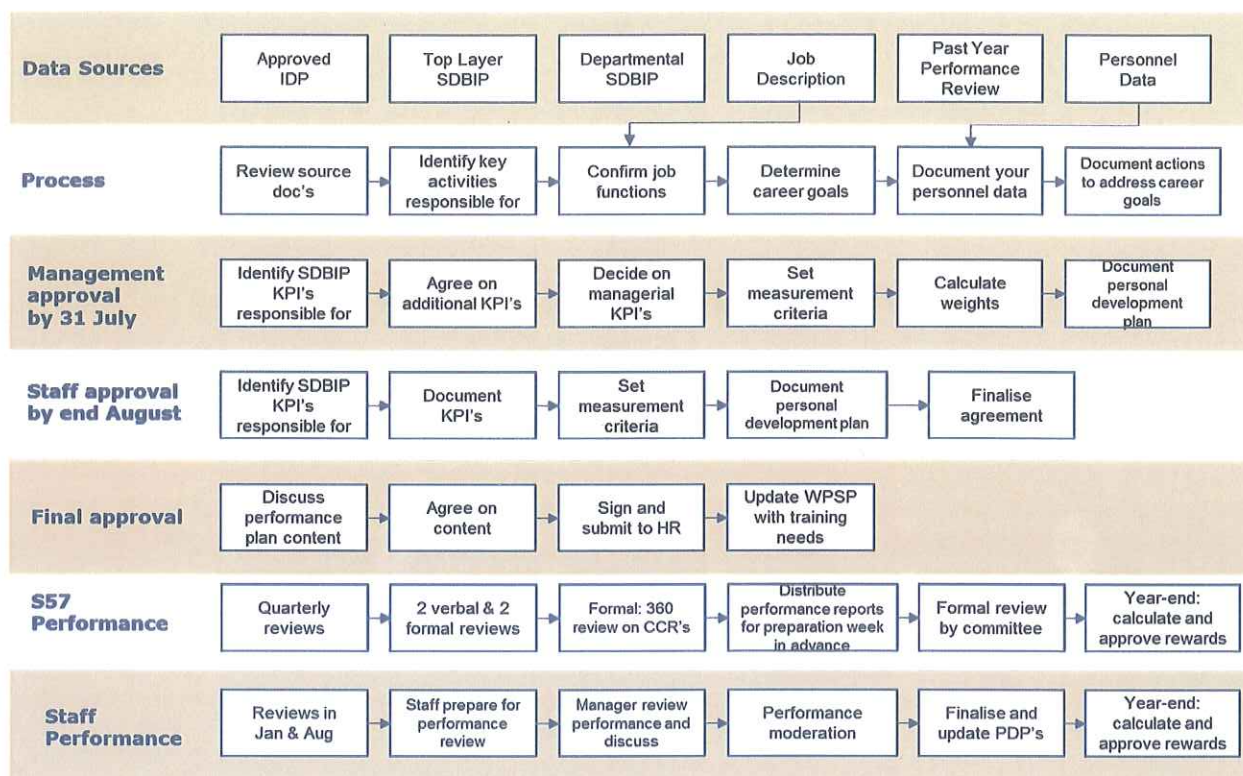 Data Sources
Approved
IDP
Top Layer
SDBIP
Departmental
SDBIP
Job
Description
Past Year
Performance
Review
Personnel
Data
Process
Review source
doc's
Identify key
activities
responsible for
Confirm job
functions
Determine
career goals
Document your
personnel data
Document actions
to address career
goals
Management
approval
by 31 July
Identify SDBIP
KPI's
responsible for
Agree on
additional KPI's
Decide on
managerial
KPI's
Set
measurement
criteria
Calculate
weights
Document
personal
development
plan
Staff approval
by end August
Identify SDBIP
KPI's
responsible for
Document
KPI's
Set
measurement
criteria
Document
personal
development plan
Finalise
agreement
Final approval
Discuss
performance
plan content
Agree on
content
Sign and
submit to HR
Update WPSP
with training
needs
S57
Performance
Quarterly
reviews
2 verbal & 2
formal reviews
Formal: 360
review on CCR's
Distribute
performance reports
for preparation week
in advance
Formal review
by committee
Year-end:
calculate and
approve rewards
Staff
Performance
Reviews in
Jan & Aug
Staff prepare for
performance
review
Manager review
performance and
discuss
Performance
moderation
Finalise and
update PDP's
Year-end:
calculate and
approve rewards